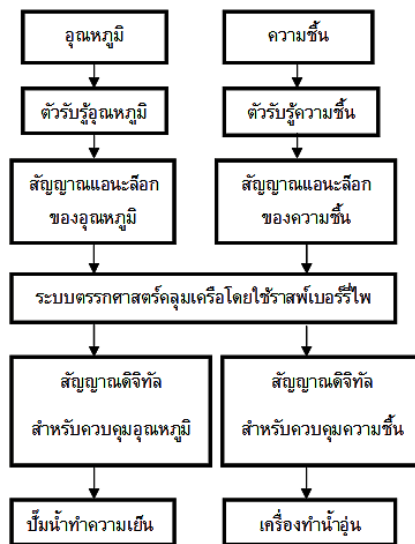 อุณหภูมิ
ความชื้น
ตัวรับรู้อุณหภูมิ
ตัวรับรู้ความชื้น
สัญญาณแอนะล็อก
ของอุณหภูมิ
สัญญาณแอนะล็อก
ของความชื้น
ระบบตรรกศาสตร์คลุมเครือโดยใช้ราสพ์เบอร์รี่ไพ
สัญญาณดิจิทัล
สำหรับควบคุมอุณหภูมิ
สัญญาณดิจิทัล
สำหรับควบคุมความชื้น
ปั๊มน้ำทำความเย็น
เครื่องทำน้ำอุ่น